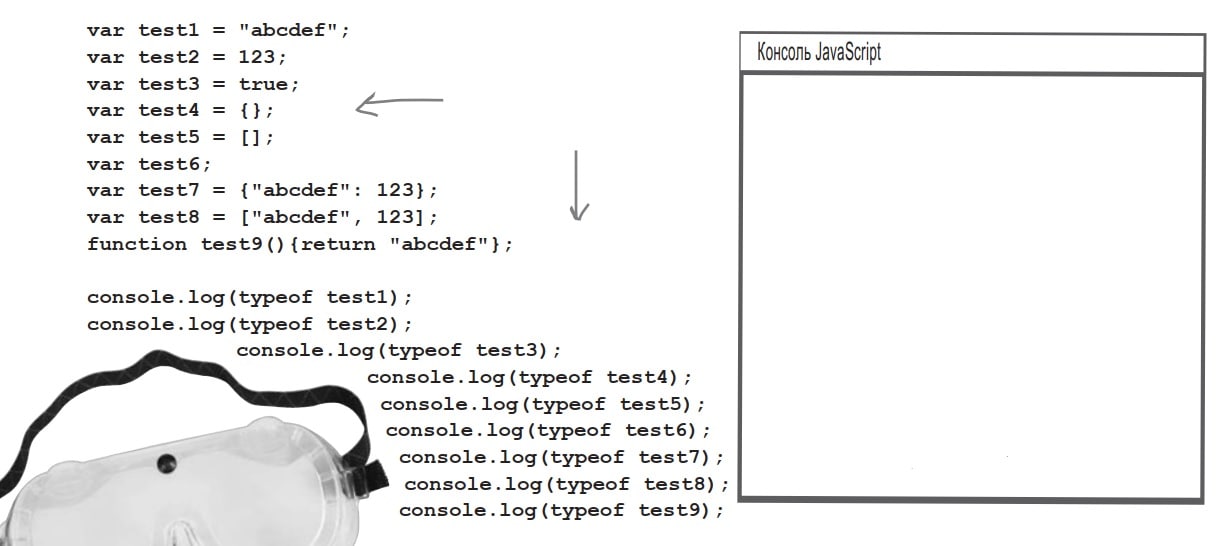 var test1 = "abcdef";
var test2 = 123;
var test3 = true;
var test4 = {};
var test5 = [];
var test6;
var test7 = {"abcdef": 123};
var test8 = ["abcdef", 123];
function test9(){return "abcdef"};
console.log(typeof test1);
console.log(typeof test2);
console.log(typeof test3);
console.log(typeof test4);
console.log(typeof test5);
console.log(typeof test6);
console.log(typeof test7);
console.log(typeof test8);
console.log(typeof test9);
Консоль JavaScript